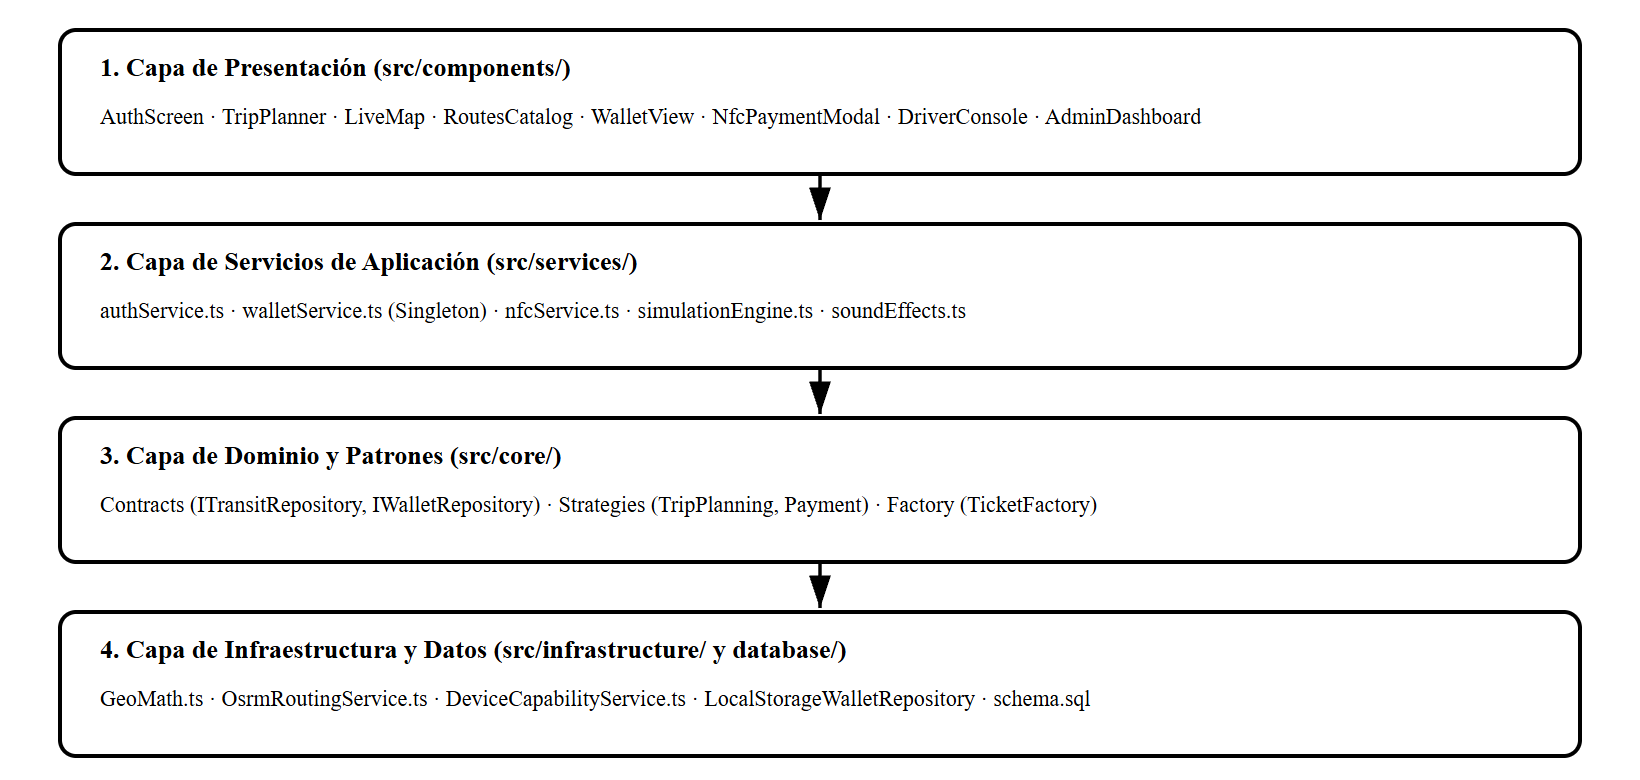 1. Capa de Presentación (src/components/)
AuthScreen · TripPlanner · LiveMap · RoutesCatalog · WalletView · NfcPaymentModal · DriverConsole · AdminDashboard
2. Capa de Servicios de Aplicación (src/services/)
authService.ts · walletService.ts (Singleton) · nfcService.ts · simulationEngine.ts · soundEffects.ts
3. Capa de Dominio y Patrones (src/core/)
Contracts (ITransitRepository, IWalletRepository) · Strategies (TripPlanning, Payment) · Factory (TicketFactory)
4. Capa de Infraestructura y Datos (src/infrastructure/ y database/)
GeoMath.ts · OsrmRoutingService.ts · DeviceCapabilityService.ts · LocalStorageWalletRepository · schema.sql